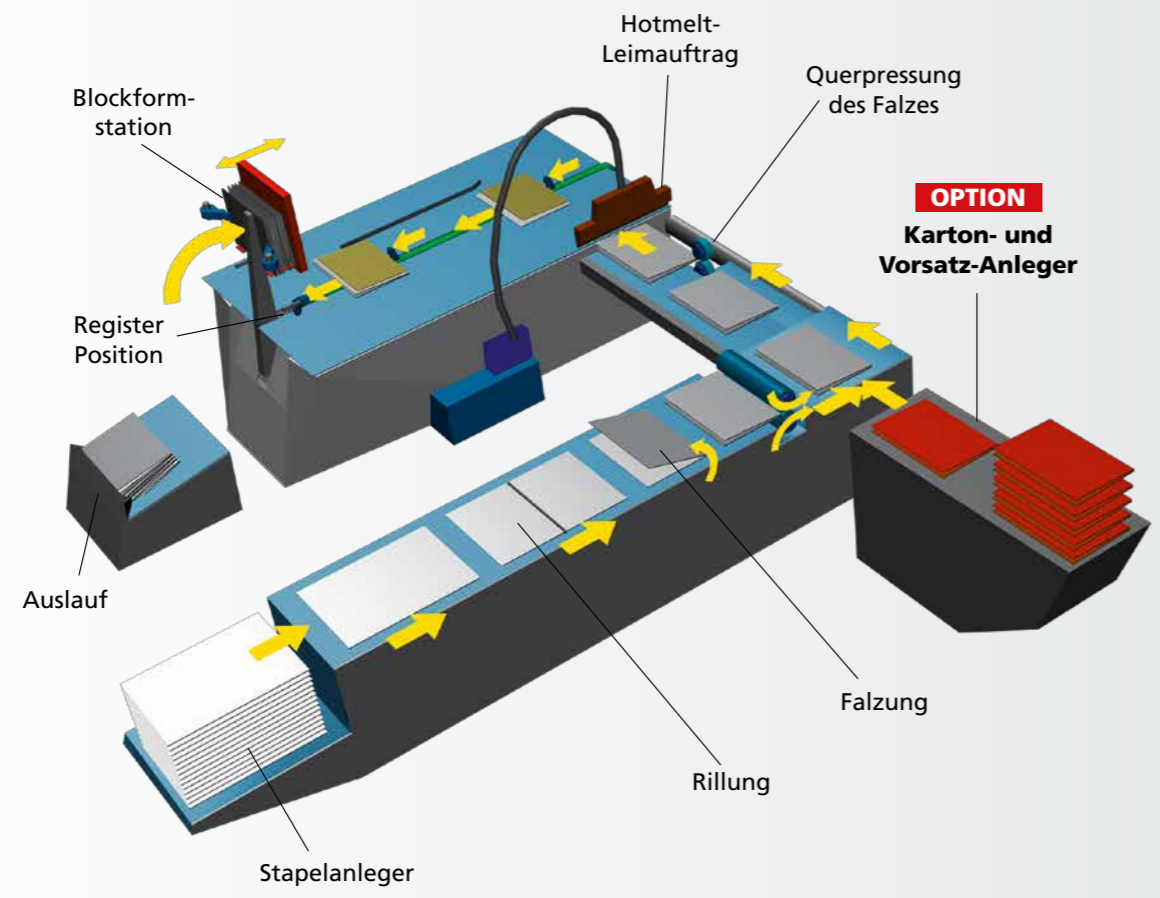 Hotmelt-
Leimauftrag
Querpressung
des Falzes
Blockform-
station
OPTION
Karton- und
Vorsatz-Anleger
Register
Position
Auslauf
Falzung
Rillung
Stapelanleger